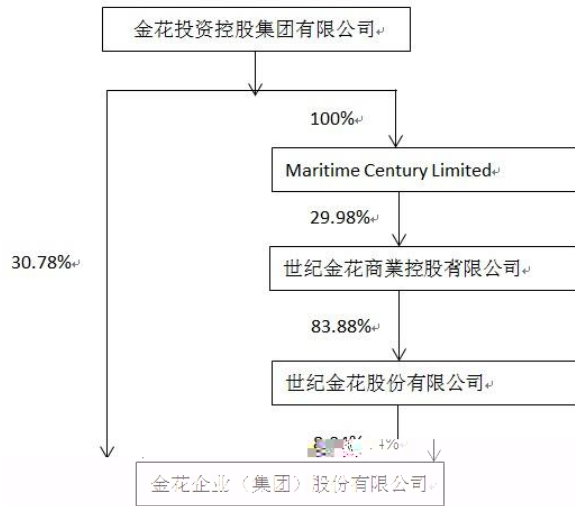 金花投资控股集团有限公司
100%
Maritime Century Limited
29.98%
30.78%
世纪金花商業控股有限公司
83.88%
世纪金花股份有限公司
金花企业（集团）股份有限公司